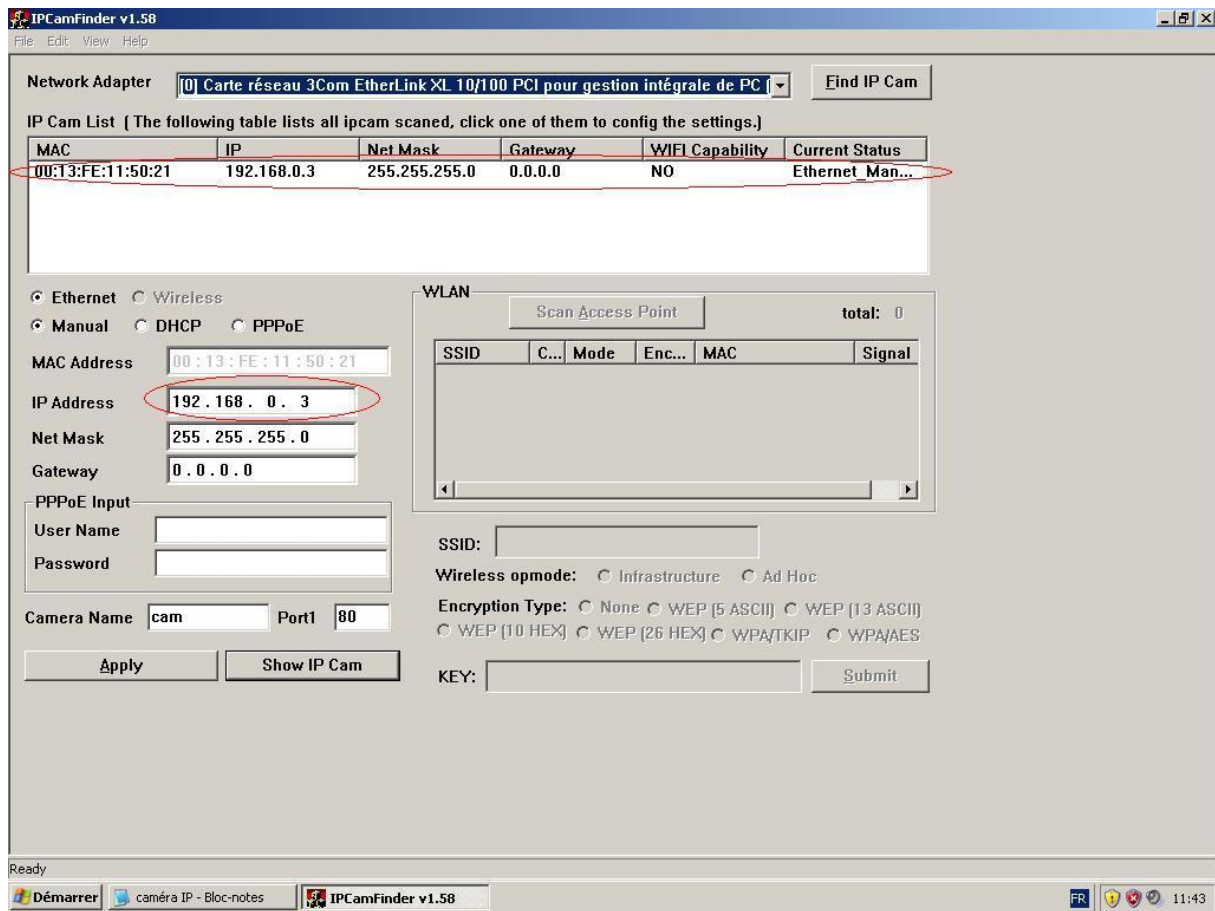 IPCamFinder v1.58
File Edit View Help
Network Adapter [0] Carte réseau 3Com EtherLink XL 10/100 PCI pour gestion intégrale de PC ( Find IP Cam
IP Cam List ( The following table lists all ipcam scaned, click one of them to config the settings.)
MAC IP Net Mask Gateway WIFI Capability Current Status
00:13:FE:11:50:21 192.168.0.3 255.255.255.0 0.0.0.0 NO Ethernet_Man...
Ethernet Wireless
Manual DHCP PPPoE
MAC Address 00:13:FE:11:50:21
IP Address 192.168. 0. 3
Net Mask 255.255.255.0
Gateway 0.0.0.0
PPPoE Input
User Name
Password
Camera Name cam Port1 80
Apply Show IP Cam
WLAN
Scan Access Point total: 0
SSID C... Mode Enc... MAC Signal
SSID:
Wireless opmode: Infrastructure Ad Hoc
Encryption Type: None WEP (5 ASCII) WEP (13 ASCII)
WEP (10 HEX) WEP (26 HEX) WPA/TKIP WPA/AES
KEY: Submit
Ready
Démarrer caméra IP - Bloc-notes IPCamFinder v1.58 FR 11:43